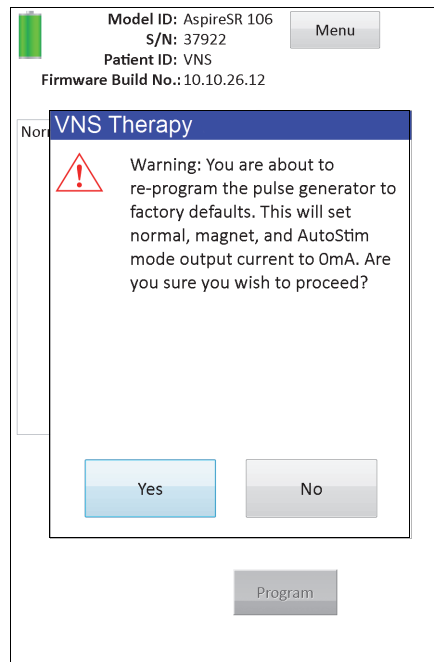 Model ID: AspireSR 106
S/N: 37922
Patient ID: VNS
Firmware Build No.: 10.10.26.12
Menu
Nor
VNS Therapy
!
Warning: You are about to
re-program the pulse generator to
factory defaults. This will set
normal, magnet, and AutoStim
mode output current to 0mA. Are
you sure you wish to proceed?
Yes
No
Program